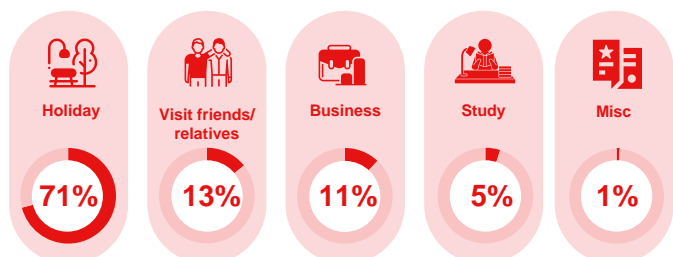 Holiday
71%
Visit friends/
relatives
13%
Business
11%
Study
5%
Misc
1%